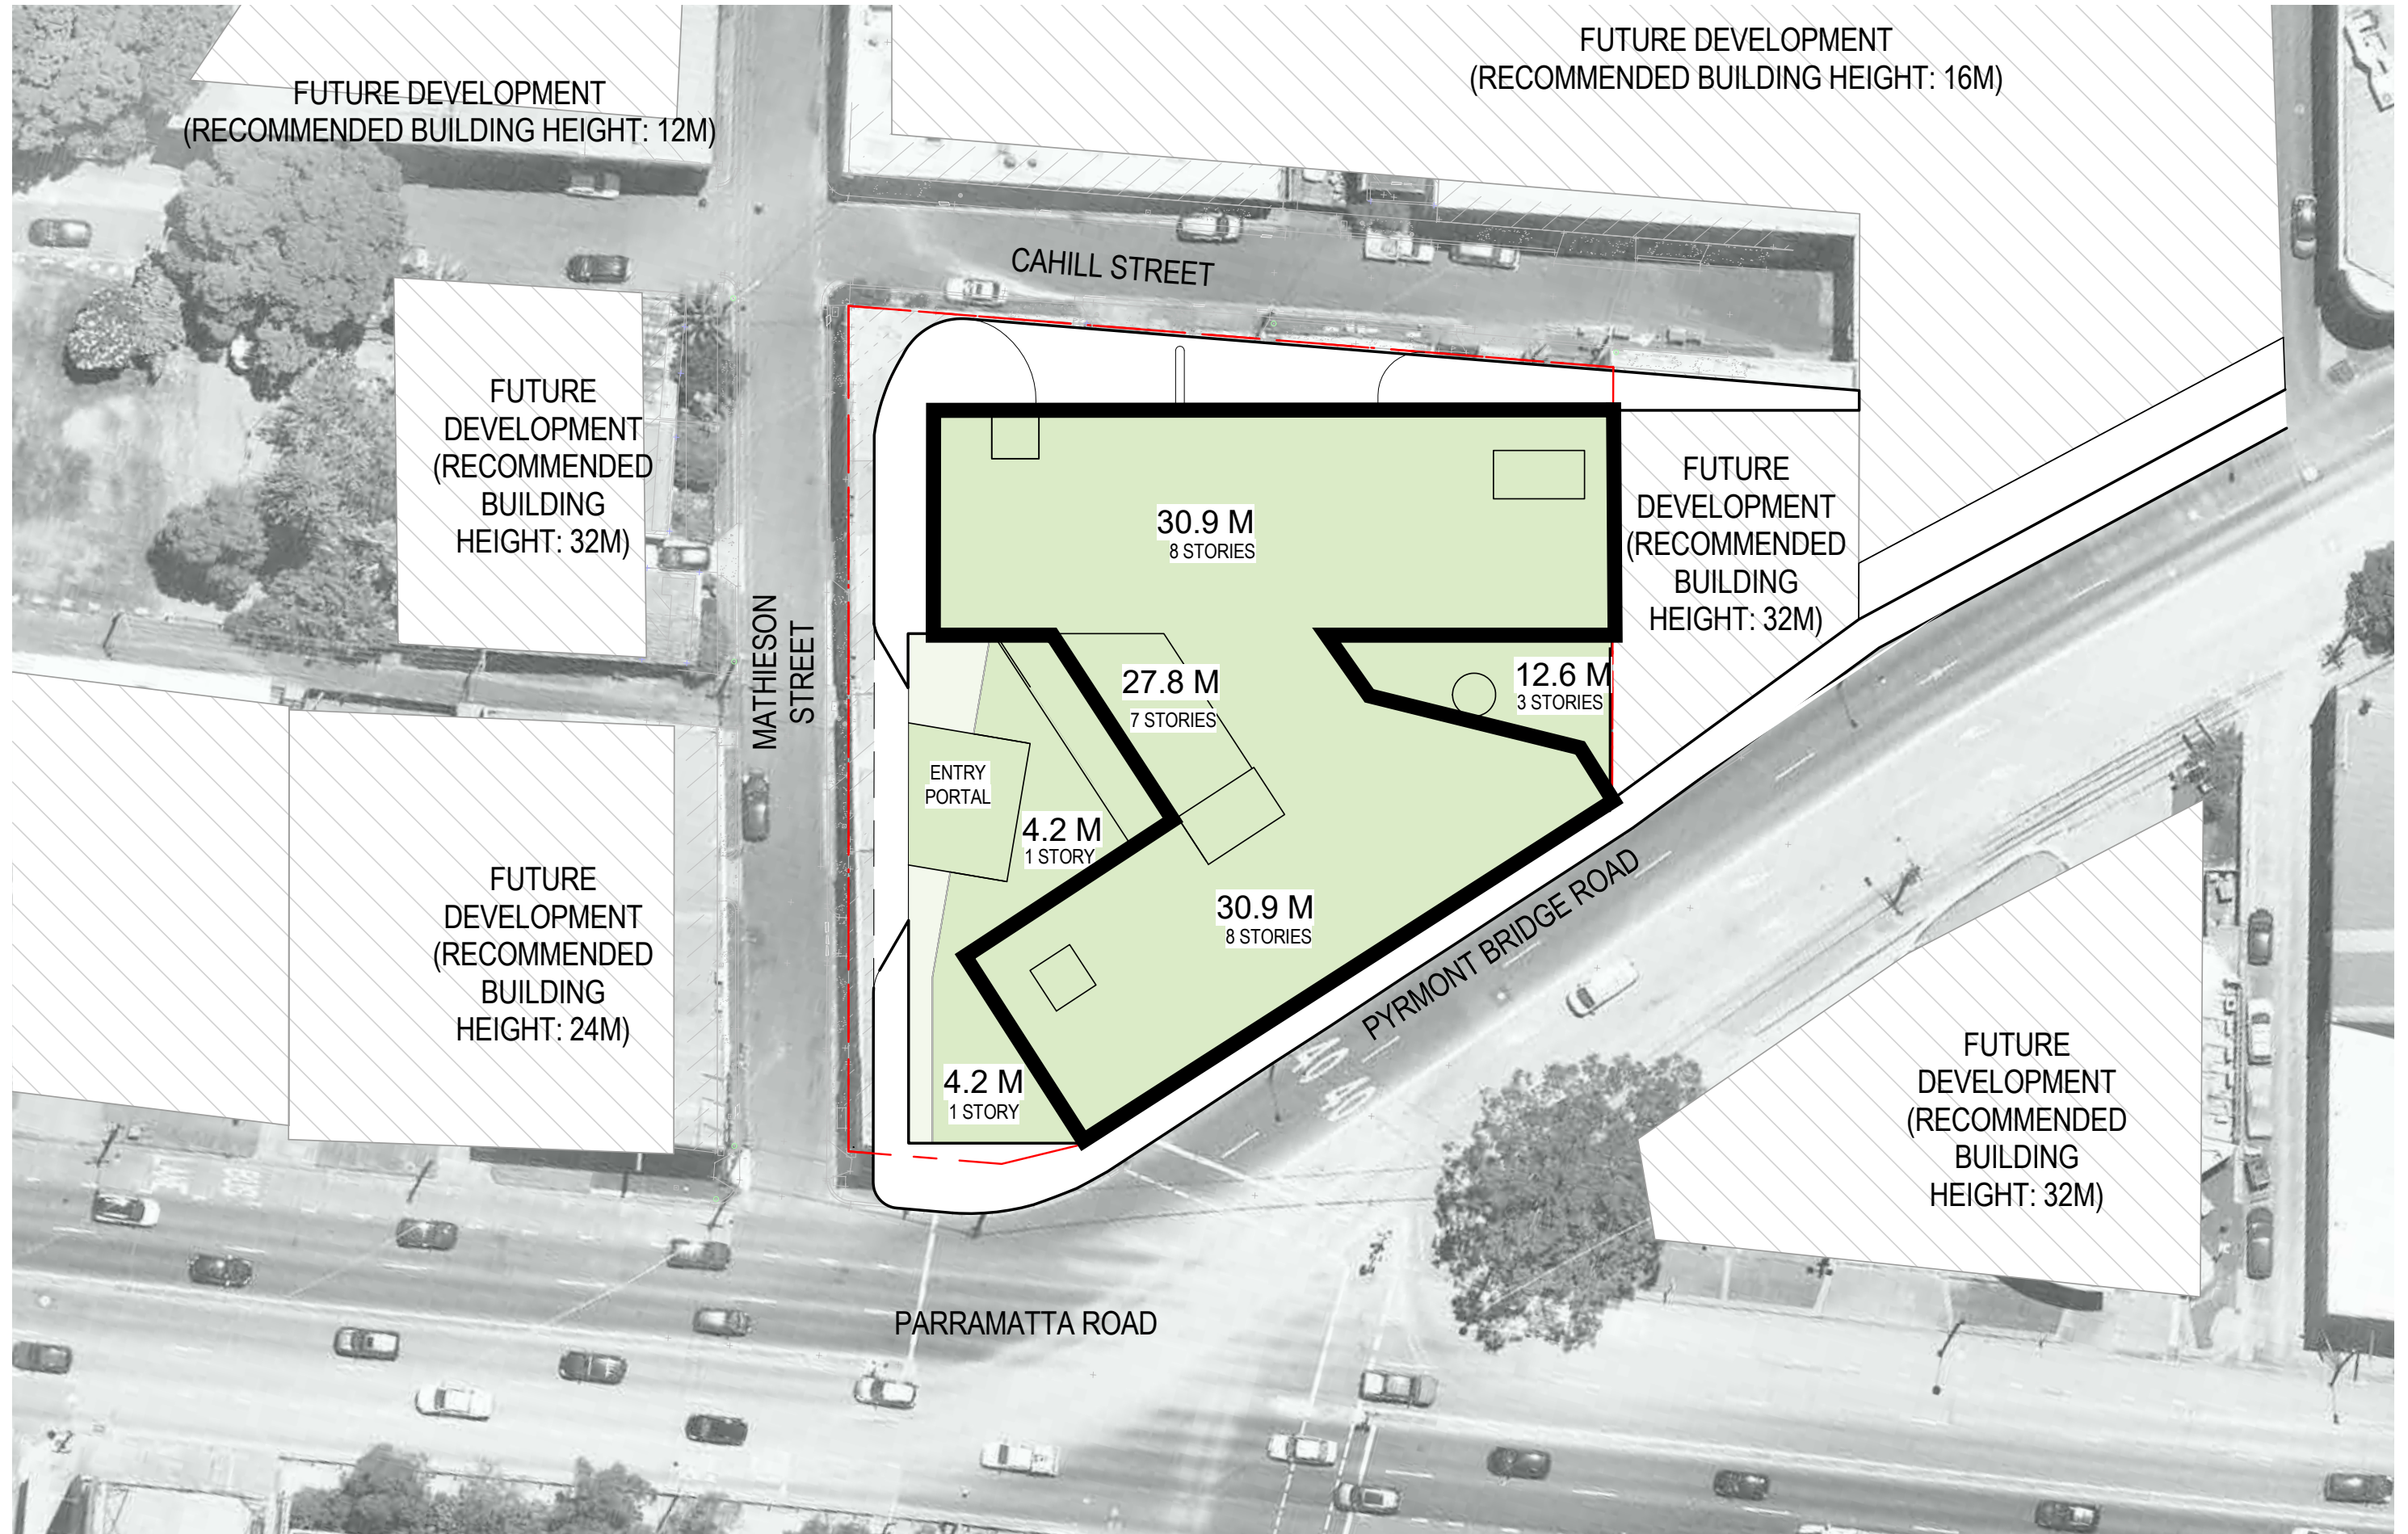 FUTURE DEVELOPMENT
(RECOMMENDED BUILDING HEIGHT: 12M)
FUTURE DEVELOPMENT
(RECOMMENDED BUILDING HEIGHT: 16M)
CAHILL STREET
FUTURE
DEVELOPMENT
(RECOMMENDED
BUILDING
HEIGHT: 32M)
MATHIESON
STREET
30.9 M
8 STORIES
FUTURE
DEVELOPMENT
(RECOMMENDED
BUILDING
HEIGHT: 32M)
27.8 M
7 STORIES
12.6 M
3 STORIES
ENTRY
PORTAL
4.2 M
1 STORY
FUTURE
DEVELOPMENT
(RECOMMENDED
BUILDING
HEIGHT: 24M)
30.9 M
8 STORIES
PYRMONT BRIDGE ROAD
40 40
4.2 M
1 STORY
FUTURE
DEVELOPMENT
(RECOMMENDED
BUILDING
HEIGHT: 32M)
PARRAMATTA ROAD